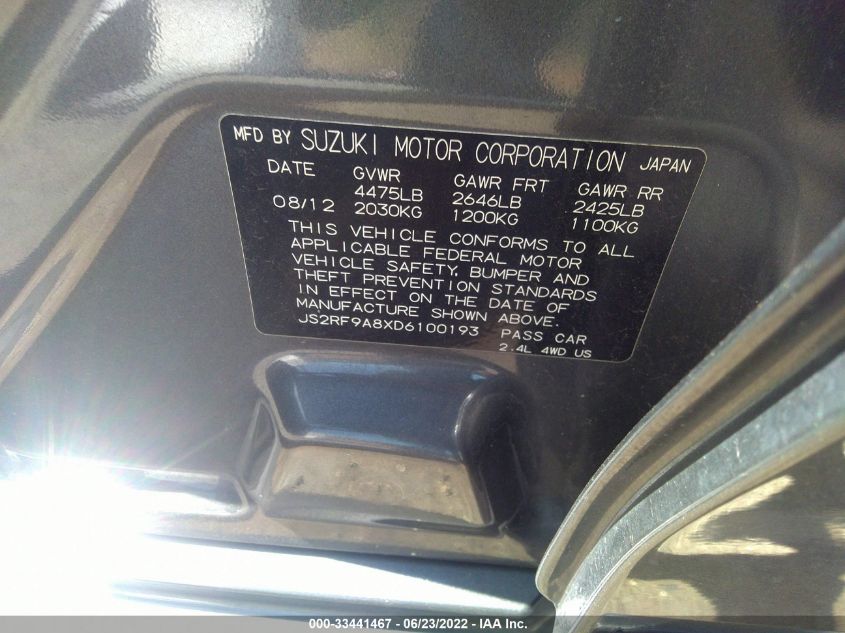 MFD BY SUZUKI MOTOR CORPORATION JAPAN
DATE GVWR GAWR FRT GAWR RR
4475LB 2646LB 2425LB
08/12 2030KG 1200KG 1100KG
THIS VEHICLE CONFORMS TO ALL
APPLICABLE FEDERAL MOTOR
VEHICLE SAFETY, BUMPER AND
THEFT PREVENTION STANDARDS
IN EFFECT ON THE DATE OF
MANUFACTURE SHOWN ABOVE.
JS2RF9A8XD6100193 PASS CAR
2.4L 4WD US
000-33441467 - 06/23/2022 - IAA Inc.